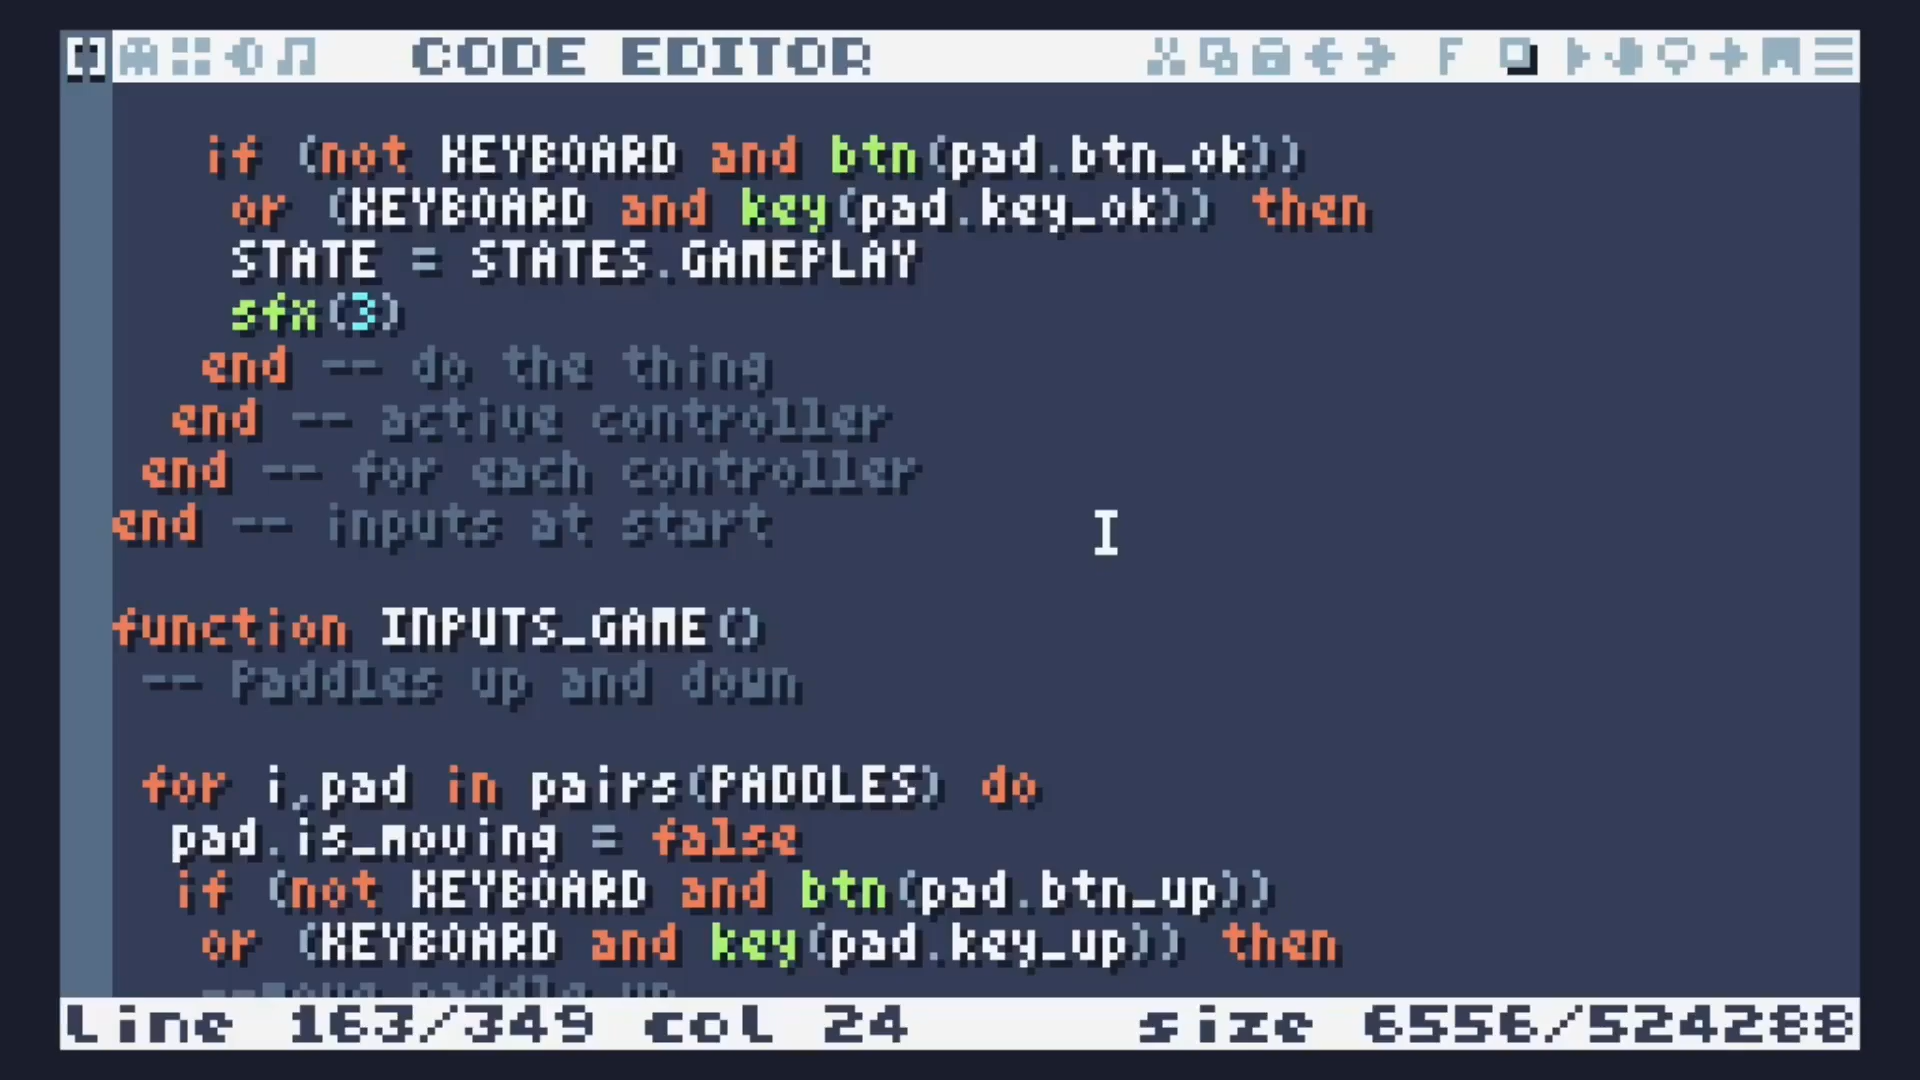 CODE EDITOR
F
if (not KEYBOARD and btn(pad.btn_ok))
or (KEYBOARD and key(pad.key_ok)) then
STATE = STATES.GAMEPLAY
sfx(3)
end -- do the thing
end -- active controller
end -- for each controller
end -- inputs at start
function INPUTS_GAME()
-- Paddles up and down
for i,pad in pairs(PADDLES) do
pad.is_moving = false
if (not KEYBOARD and btn(pad.btn_up))
or (KEYBOARD and key(pad.key_up)) then
--move paddle up
line 163/349 col 24
size 6556/524288